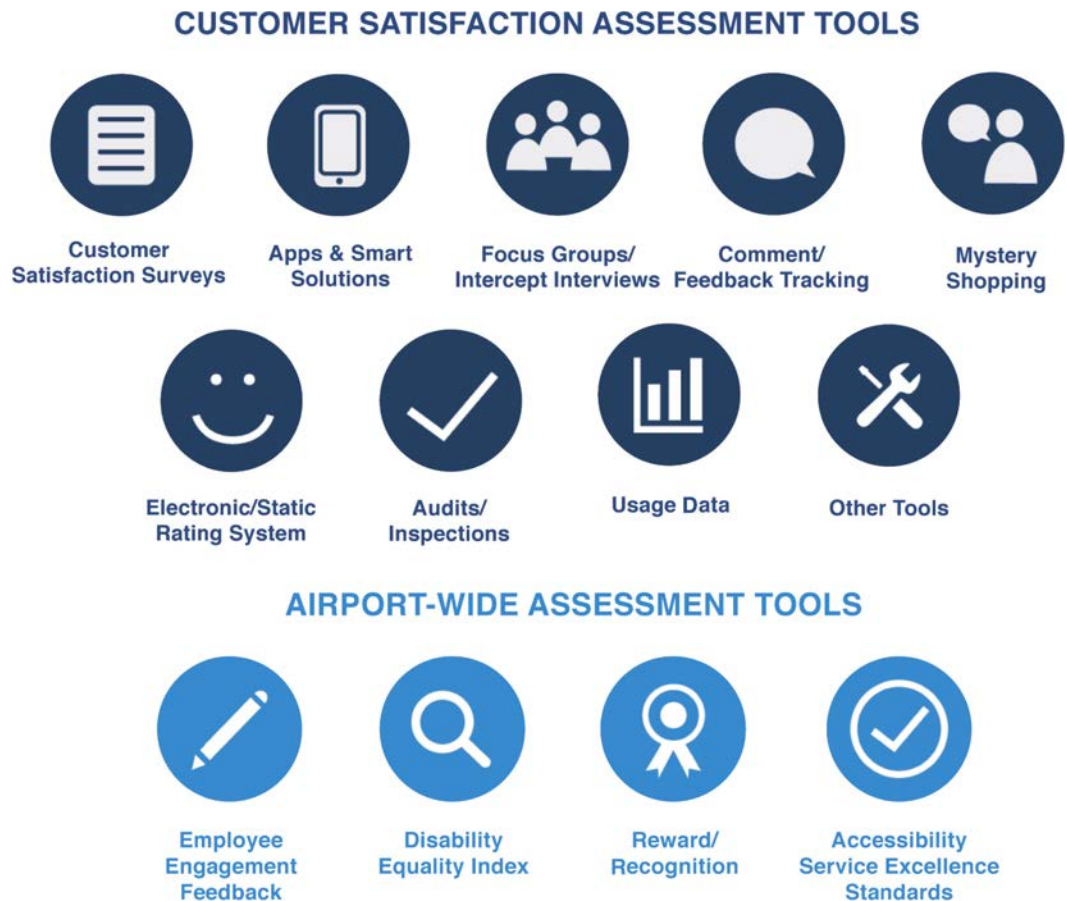 CUSTOMER SATISFACTION ASSESSMENT TOOLS
Customer
Satisfaction Surveys
Apps & Smart
Solutions
Focus Groups/
Intercept Interviews
Comment/
Feedback Tracking
Mystery
Shopping
Electronic/Static
Rating System
Audits/
Inspections
Usage Data
Other Tools
AIRPORT-WIDE ASSESSMENT TOOLS
Employee
Engagement
Feedback
Disability
Equality Index
Reward/
Recognition
Accessibility
Service Excellence
Standards